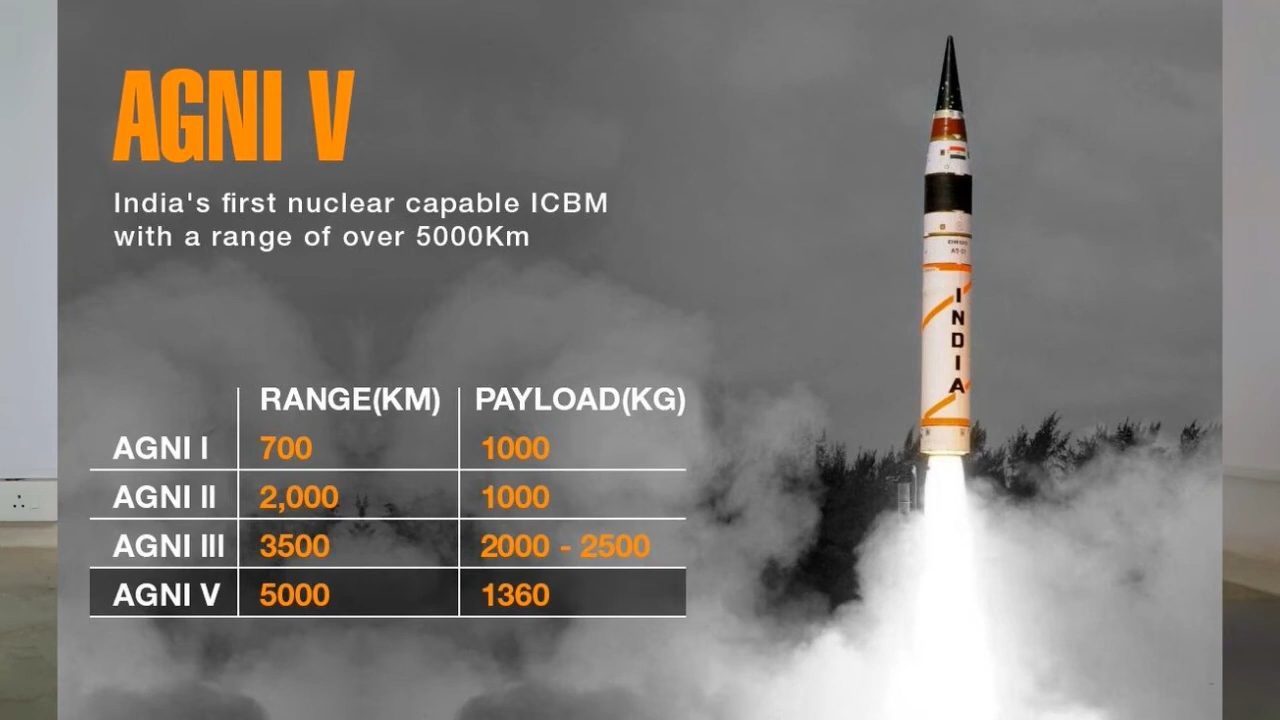 AGNI V
India's first nuclear capable ICBM
with a range of over 5000Km
RANGE(KM) PAYLOAD(KG)
AGNI I 700 1000
AGNI II 2,000 1000
AGNI III 3500 2000 - 2500
AGNI V 5000 1360
INDIA